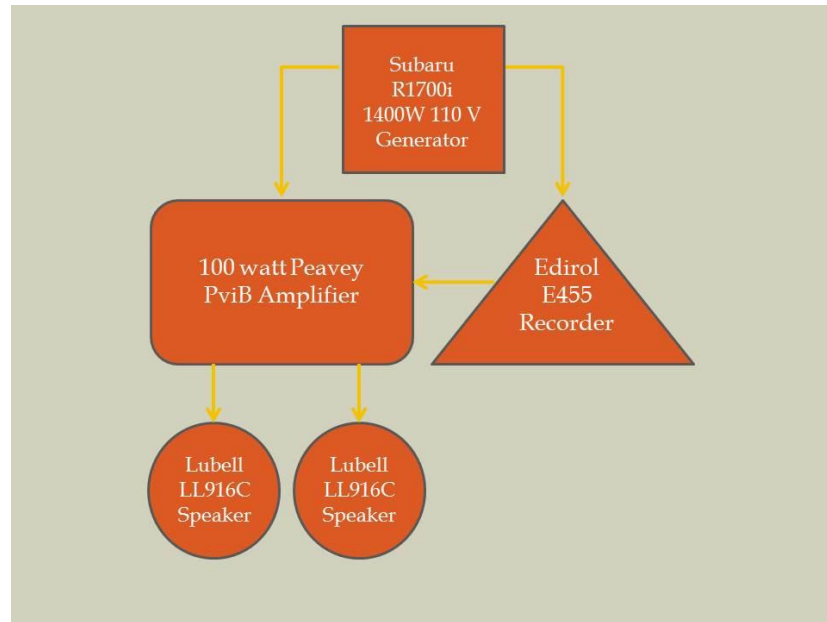 Subaru
R1700i
1400W 110 V
Generator
100 watt Peavey
PviB Amplifier
Edirol
E455
Recorder
Lubell
LL916C
Speaker
Lubell
LL916C
Speaker